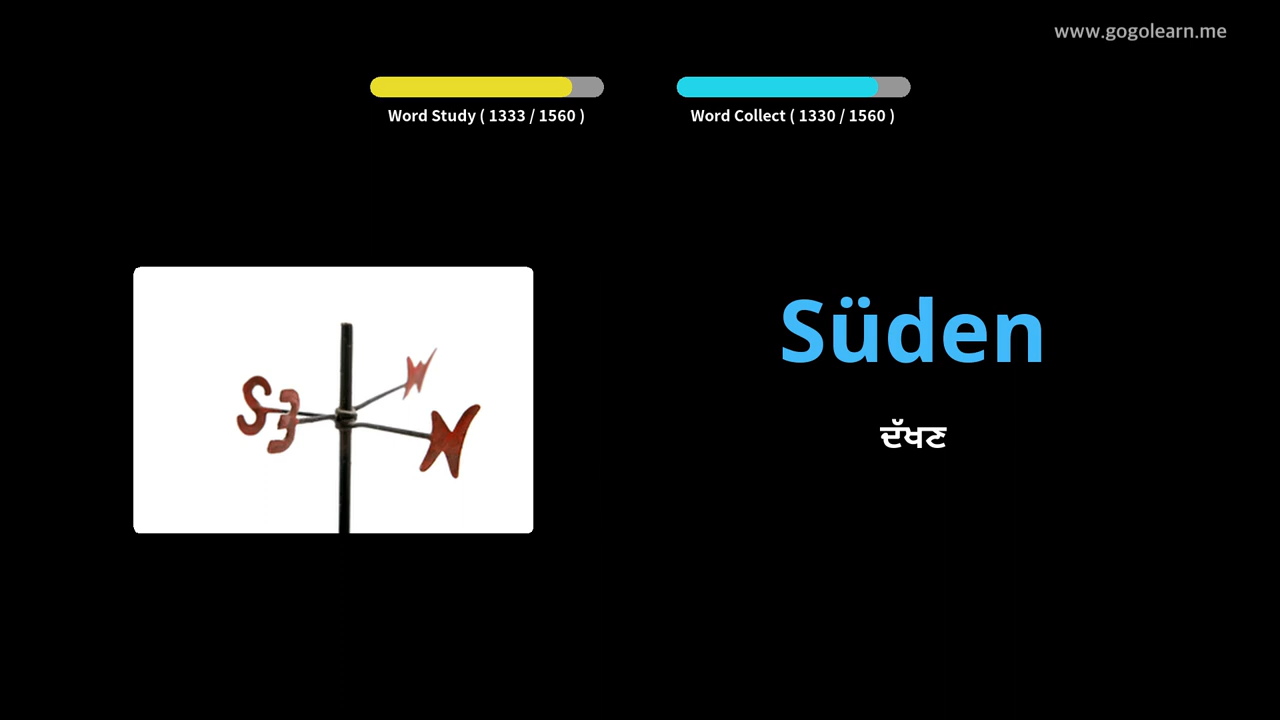 www.gogolearn.me
Word Study ( 1333 / 1560 )
Word Collect ( 1330 / 1560 )
S E N N
Süden
ਦੱਖਣ